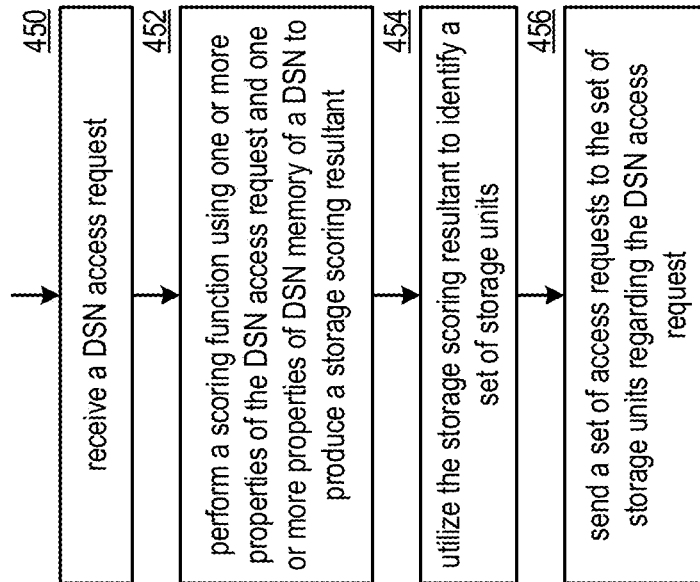 450
receive a DSN access request
452
perform a scoring function using one or more
properties of the DSN access request and one
or more properties of DSN memory of a DSN to
produce a storage scoring resultant
454
utilize the storage scoring resultant to identify a
set of storage units
456
send a set of access requests to the set of
storage units regarding the DSN access
request